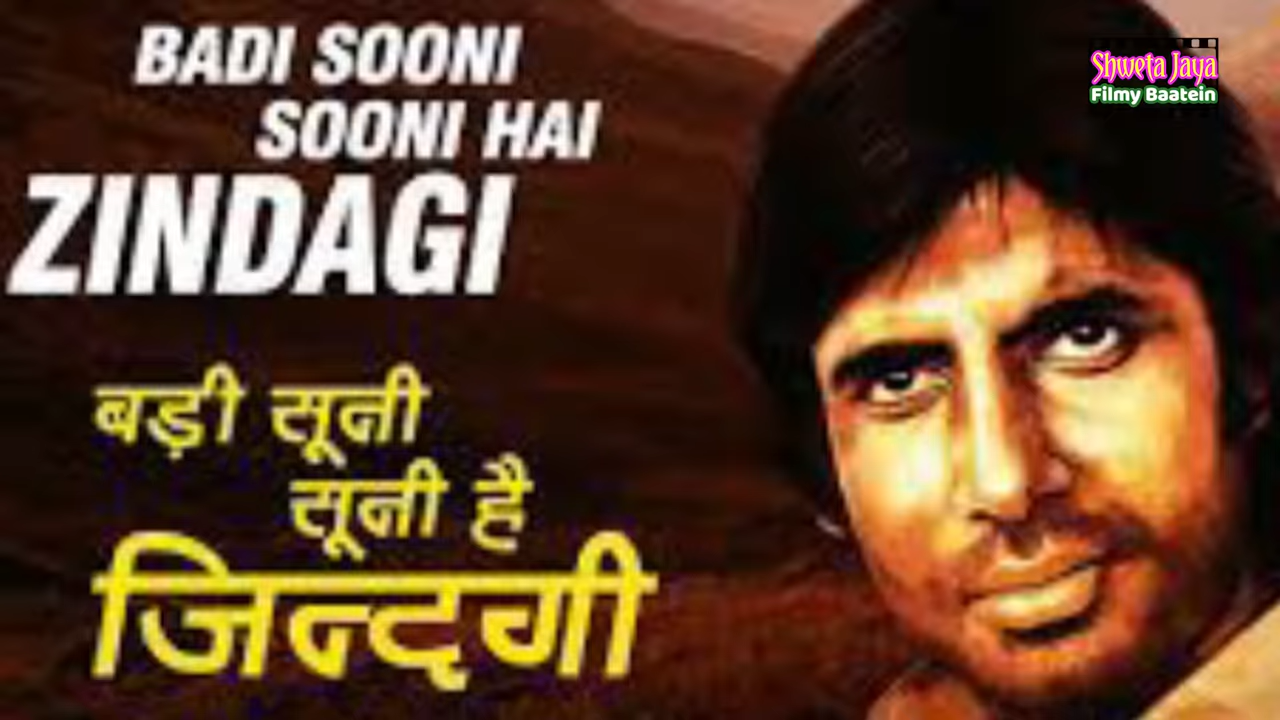 BADI SOONI
SOONI HAI
ZINDAGI
बड़ी सूनी
सूनी है
जिन्दगी
Shweta Jaya
Filmy Baatein